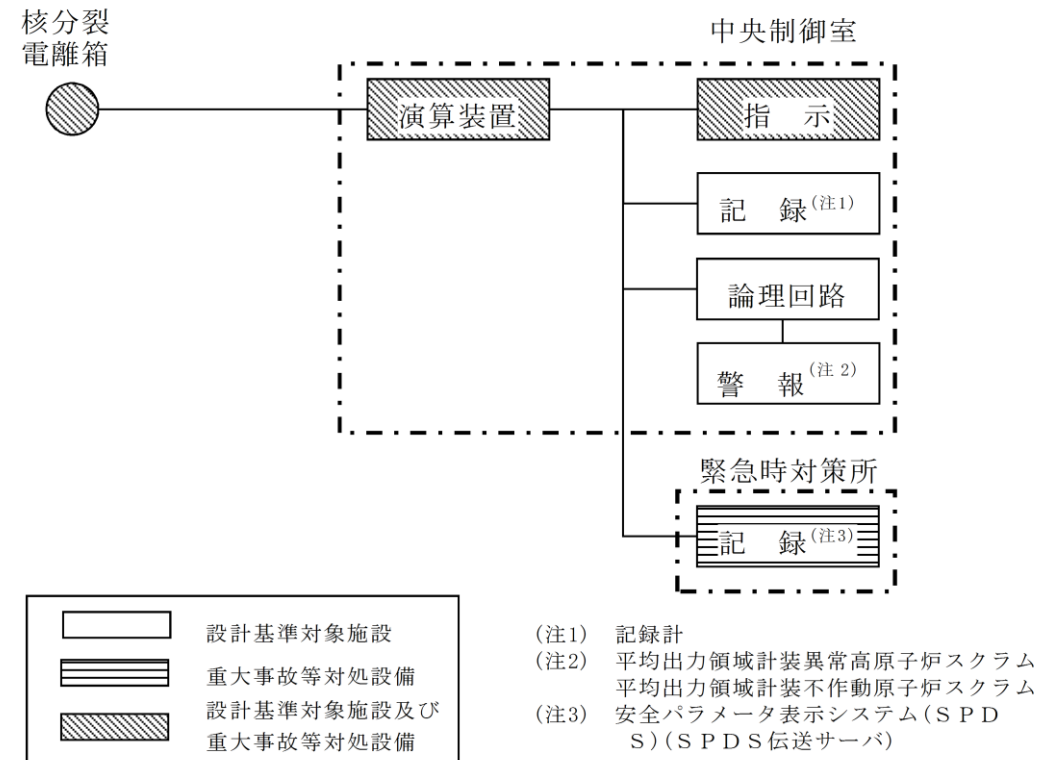 核分裂
電離箱
中央制御室
演算装置
指 示
記 録(注1)
論理回路
警 報(注 2)
緊急時対策所
記 録(注3)
設計基準対象施設
重大事故等対処設備
設計基準対象施設及び
重大事故等対処設備
(注1) 記録計
(注2) 平均出力領域計装異常高原子炉スクラム
平均出力領域計装不作動原子炉スクラム
(注3) 安全パラメータ表示システム(ＳＰＤ
Ｓ)(ＳＰＤＳ伝送サーバ)